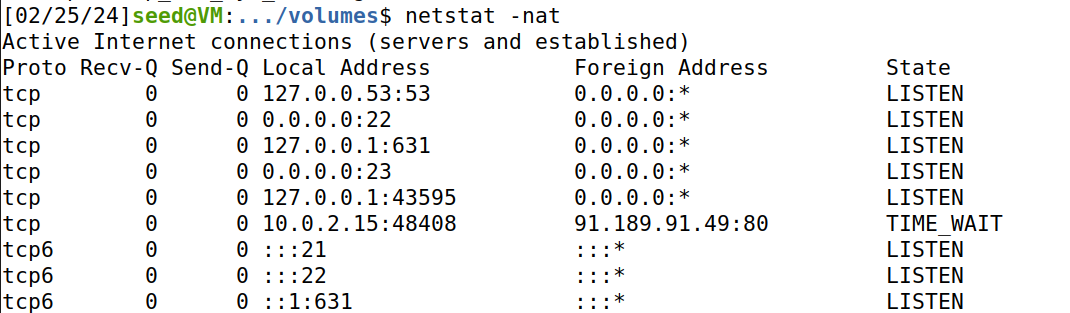 [02/25/24]seed@VM:.../volumes$ netstat -nat
Active Internet connections (servers and established)
Proto Recv-Q Send-Q Local Address           Foreign Address         State
tcp        0      0 127.0.0.53:53           0.0.0.0:*               LISTEN
tcp        0      0 0.0.0.0:22              0.0.0.0:*               LISTEN
tcp        0      0 127.0.0.1:631           0.0.0.0:*               LISTEN
tcp        0      0 0.0.0.0:23              0.0.0.0:*               LISTEN
tcp        0      0 127.0.0.1:43595         0.0.0.0:*               LISTEN
tcp        0      0 10.0.2.15:48408         91.189.91.49:80         TIME_WAIT
tcp6       0      0 :::21                   :::*                    LISTEN
tcp6       0      0 :::22                   :::*                    LISTEN
tcp6       0      0 ::1:631                 :::*                    LISTEN